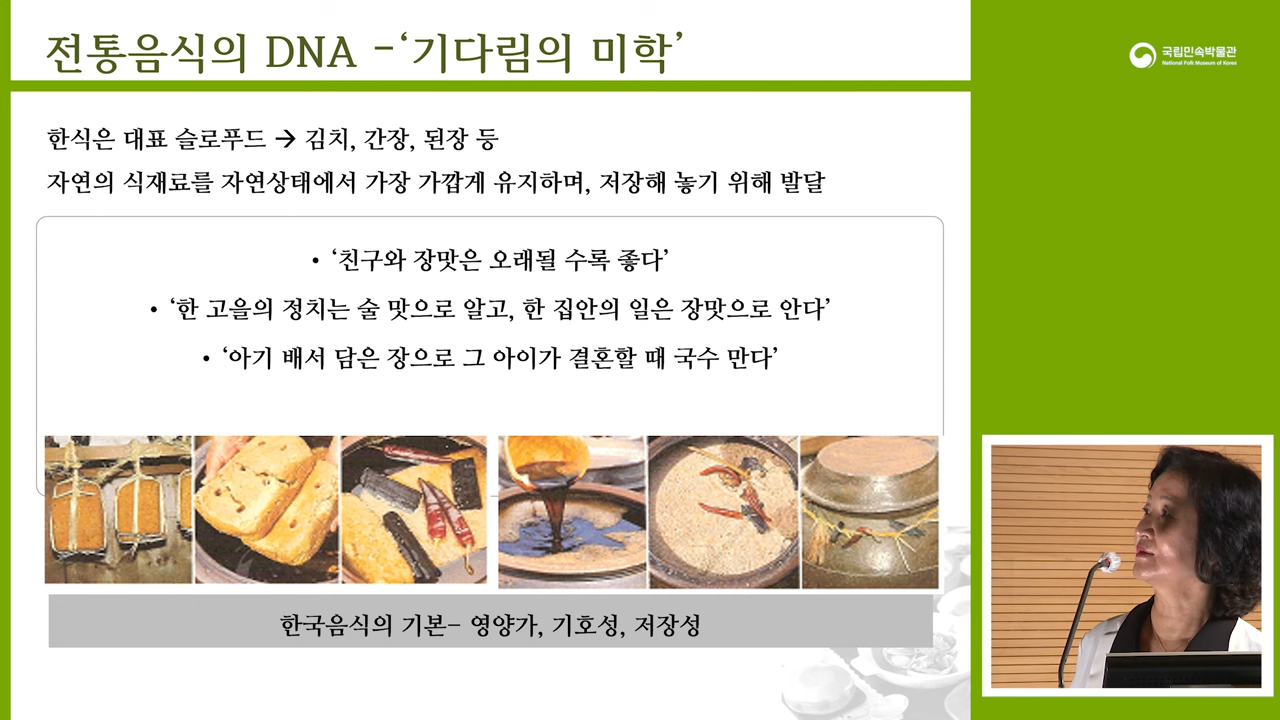 전통음식의 DNA -‘기다림의 미학’
국립민속박물관
National Folk Museum of Korea
한식은 대표 슬로푸드 → 김치, 간장, 된장 등
자연의 식재료를 자연상태에서 가장 가깝게 유지하며, 저장해 놓기 위해 발달
• ‘친구와 장맛은 오래될 수록 좋다’
• ‘한 고을의 정치는 술 맛으로 알고, 한 집안의 일은 장맛으로 안다’
• ‘아기 배서 담은 장으로 그 아이가 결혼할 때 국수 만다’
한국음식의 기본- 영양가, 기호성, 저장성